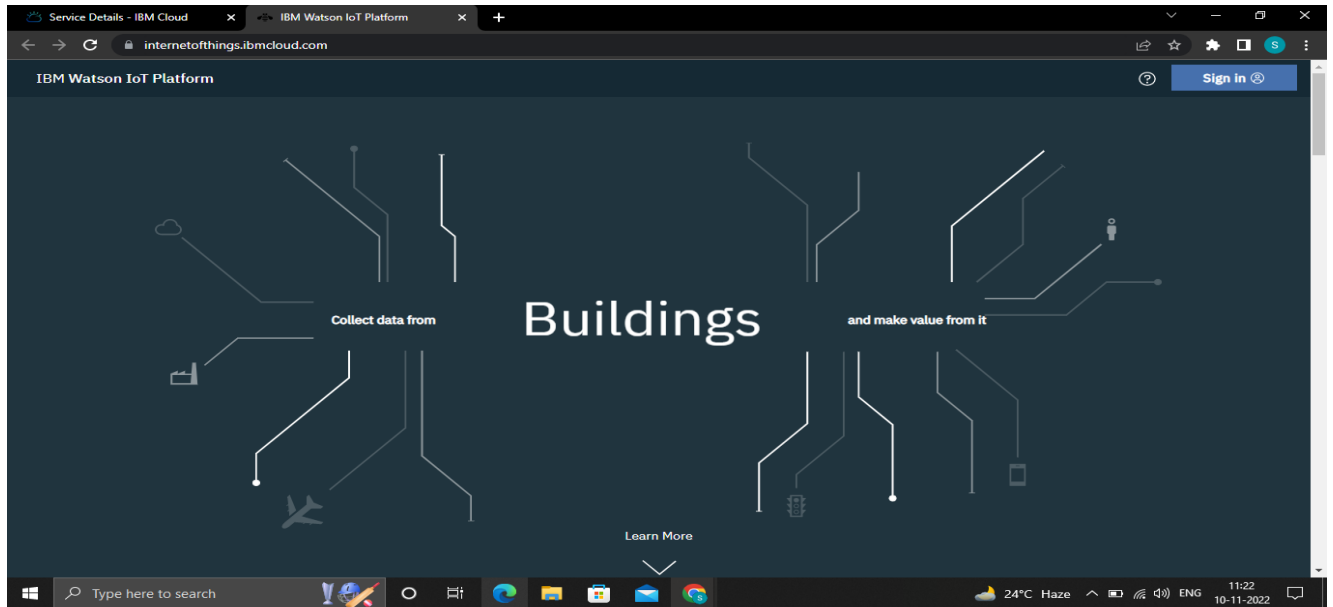 Service Details - IBM Cloud
IBM Watson IoT Platform
internetofthings.ibmcloud.com
S
IBM Watson IoT Platform
Sign in
Collect data from
Buildings
and make value from it
Learn More
Type here to search
24°C Haze
ENG
11:22
10-11-2022